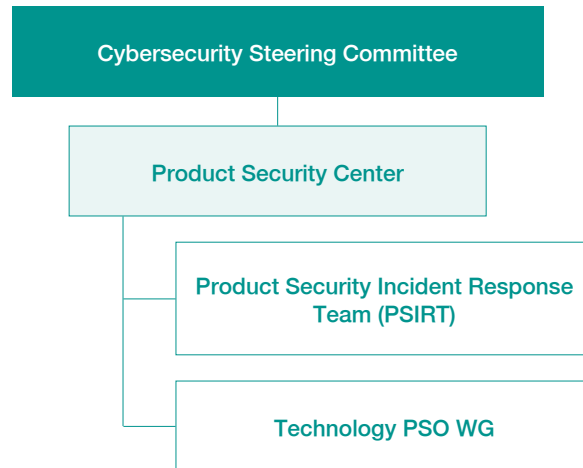 Cybersecurity Steering Committee
Product Security Center
Product Security Incident Response
Team (PSIRT)
Technology PSO WG